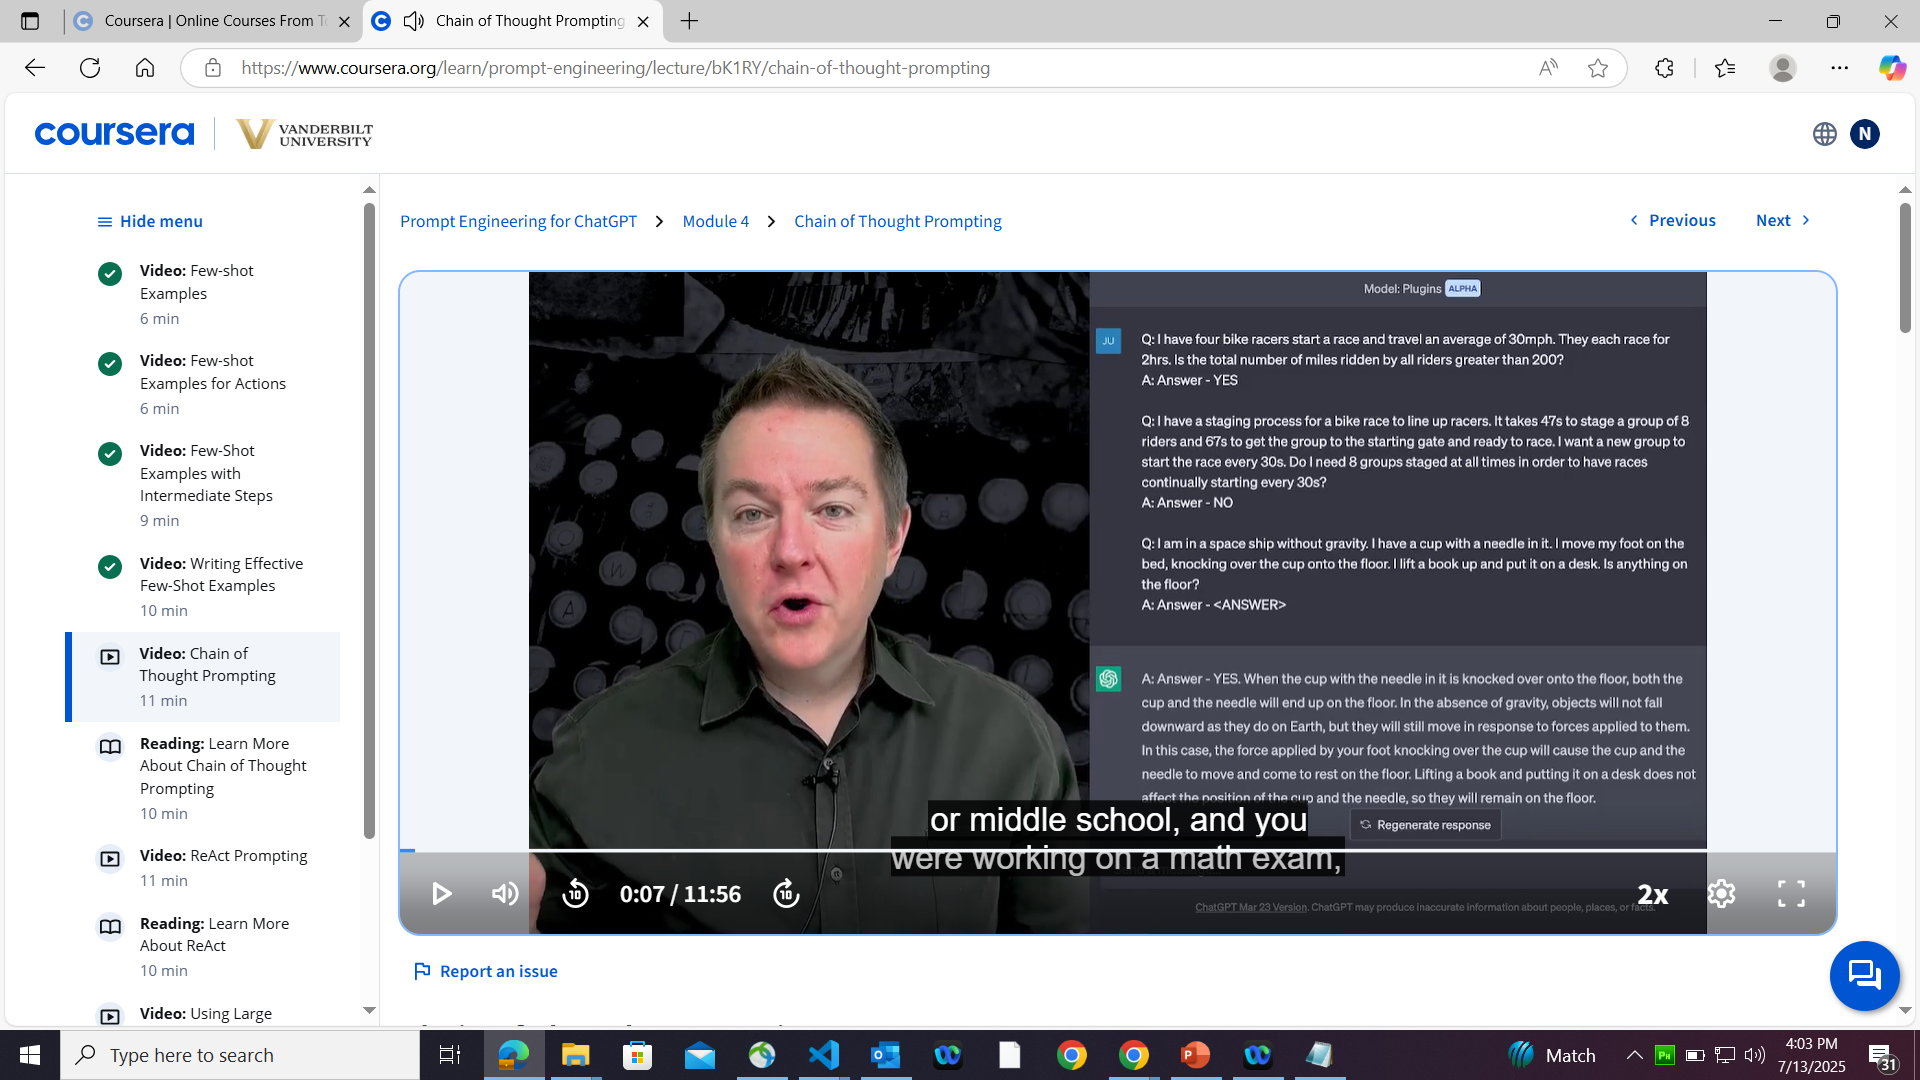 Coursera | Online Courses From To
Chain of Thought Prompting
https://www.coursera.org/learn/prompt-engineering/lecture/bK1RY/chain-of-thought-prompting
coursera
VANDERBILT
UNIVERSITY
N
Hide menu
Video: Few-shot
Examples
6 min
Video: Few-shot
Examples for Actions
6 min
Video: Few-Shot
Examples with
Intermediate Steps
9 min
Video: Writing Effective
Few-Shot Examples
10 min
Video: Chain of
Thought Prompting
11 min
Reading: Learn More
About Chain of Thought
Prompting
10 min
Video: ReAct Prompting
11 min
Reading: Learn More
About ReAct
10 min
Video: Using Large
Prompt Engineering for ChatGPT
Module 4
Chain of Thought Prompting
Previous
Next
Model: Plugins ALPHA
JU
Q: I have four bike racers start a race and travel an average of 30mph. They each race for
2hrs. Is the total number of miles ridden by all riders greater than 200?
A: Answer - YES
Q: I have a staging process for a bike race to line up racers. It takes 47s to stage a group of 8
riders and 67s to get the group to the starting gate and ready to race. I want a new group to
start the race every 30s. Do I need 8 groups staged at all times in order to have races
continually starting every 30s?
A: Answer - NO
Q: I am in a space ship without gravity. I have a cup with a needle in it. I move my foot on the
bed, knocking over the cup onto the floor. I lift a book up and put it on a desk. Is anything on
the floor?
A: Answer - <ANSWER>
A: Answer - YES. When the cup with the needle in it is knocked over onto the floor, both the
cup and the needle will end up on the floor. In the absence of gravity, objects will not fall
downward as they do on Earth, but they will still move in response to forces applied to them.
In this case, the force applied by your foot knocking over the cup will cause the cup and the
needle to move and come to rest on the floor. Lifting a book and putting it on a desk does not
affect the position of the cup and the needle, so they will remain on the floor.
Regenerate response
or middle school, and you
were working on a math exam,
10
0:07 / 11:56
10
2x
ChatGPT Mar 23 Version. ChatGPT may produce inaccurate information about people, places, or facts.
Report an issue
Type here to search
Match
4:03 PM
7/13/2025
31